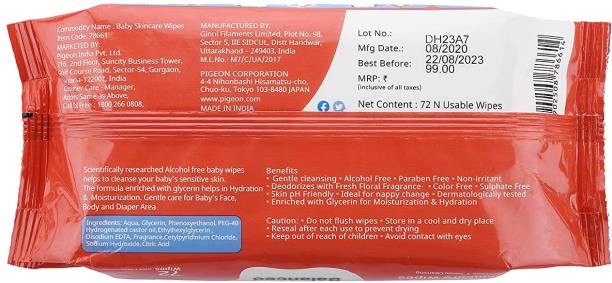 Commodity Name : Baby Skincare Wipes
Item Code: 78661
MARKETED BY:
Pigeon India Pvt. Ltd.
216, 2nd Floor, Suncity Business Tower,
Golf Course Road, Sector-54, Gurgaon,
122002, India
Care - Manager,
Same as Above,
Call Free : 1800 266 0808,
MANUFACTURED BY:
Ginni Filaments Limited, Plot No. 98,
Sector 5, IIE SIDCUL, Distt Handwar,
Uttarakhand - 249403, India
M.L.No.- M7/C/UA/2017
PIGEON CORPORATION
4-4 Nihonbashi Hisamatsu-cho,
Chuo-ku, Tokyo 103-8480 JAPAN
www.pigeon.com
MADE IN INDIA
Lot No.: DH23A7
Mfg Date.: 08/2020
Best Before: 22/08/2023
MRP: ₹ 99.00
(inclusive of all taxes)
Net Content : 72 N Usable Wipes
Scientifically researched Alcohol free baby wipes
helps to cleanse your baby's sensitive skin.
The formula enriched with glycerin helps in Hydration
& Moisturization. Gentle care for Baby's Face,
Body and Diaper Area
Ingredients: Aqua, Glycerin, Phenoxyethanol, PEG-40
Hydrogenated castor oil,Ethylhexylglycerin,
Disodium EDTA, Fragrance,Cetylpyridinium Chloride,
Sodium Hydroxide,Citric Acid
Benefits
• Gentle cleansing • Alcohol Free • Paraben Free • Non-irritant
• Deodorizes with Fresh Floral Fragrance • Color Free • Sulphate Free
• Skin pH Friendly • Ideal for nappy change • Dermatologically tested
• Enriched with Glycerin for Moisturization & Hydration
Caution: • Do not flush wipes • Store in a cool and dry place
• Reseal after each use to prevent drying
• Keep out of reach of children • Avoid contact with eyes
72
Wipes
Balanced